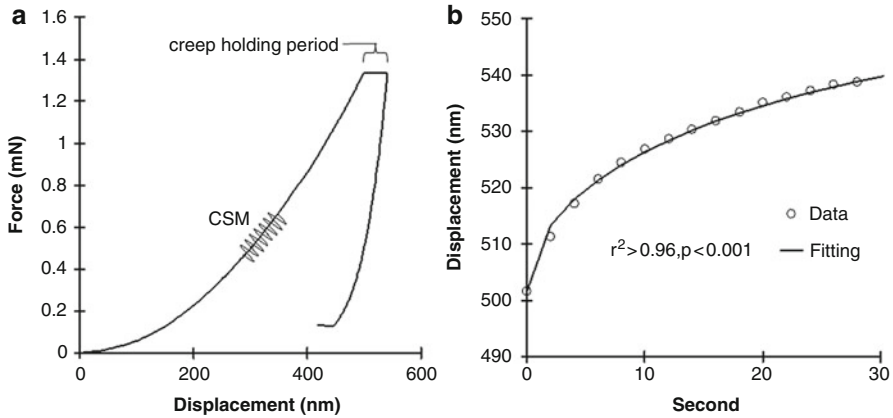 a
1.6
1.4
1.2
1
0.8
0.6
0.4
0.2
0
Force (mN)
creep holding period
CSM
0
200
400
600
Displacement (nm)
b
550
540
530
520
510
500
490
Displacement (nm)
Data
Fitting
r²>0.96,p<0.001
0
10
20
30
Second